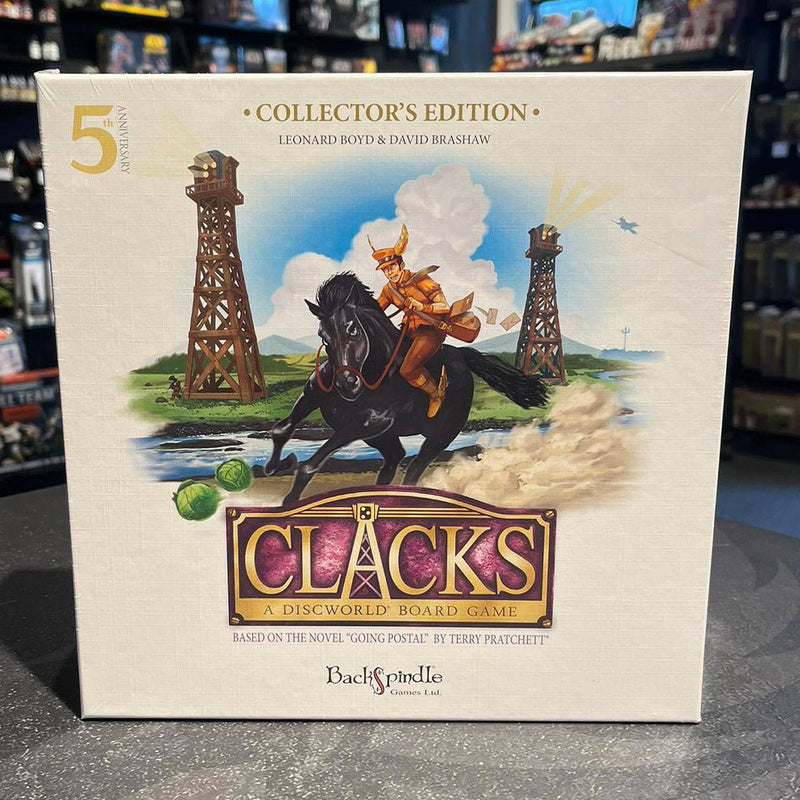 5th
ANNIVERSARY
• COLLECTOR'S EDITION •
LEONARD BOYD & DAVID BRASHAW
CLACKS
A DISCWORLD® BOARD GAME
BASED ON THE NOVEL "GOING POSTAL" BY TERRY PRATCHETT®
BackSpindle
Games Ltd.